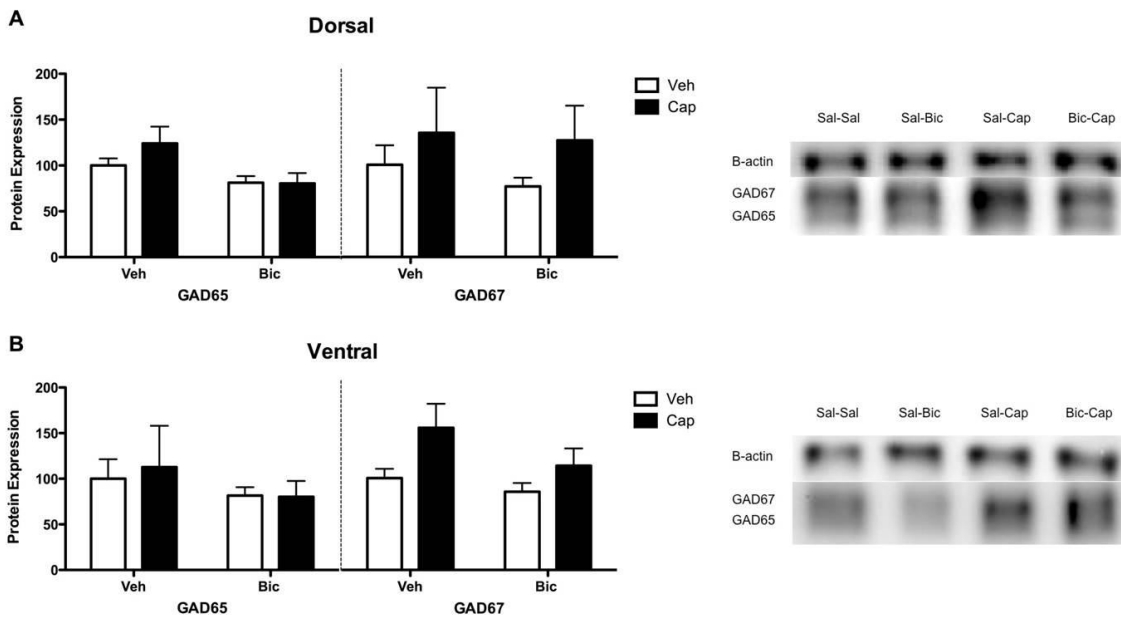 A
Dorsal
Protein Expression
200
150
100
50
0
Veh
Bic
Veh
Bic
GAD65
GAD67
Veh
Cap
Sal-Sal Sal-Bic Sal-Cap Bic-Cap
B-actin
GAD67
GAD65
B
Ventral
Protein Expression
200
150
100
50
0
Veh
Bic
Veh
Bic
GAD65
GAD67
Veh
Cap
Sal-Sal Sal-Bic Sal-Cap Bic-Cap
B-actin
GAD67
GAD65